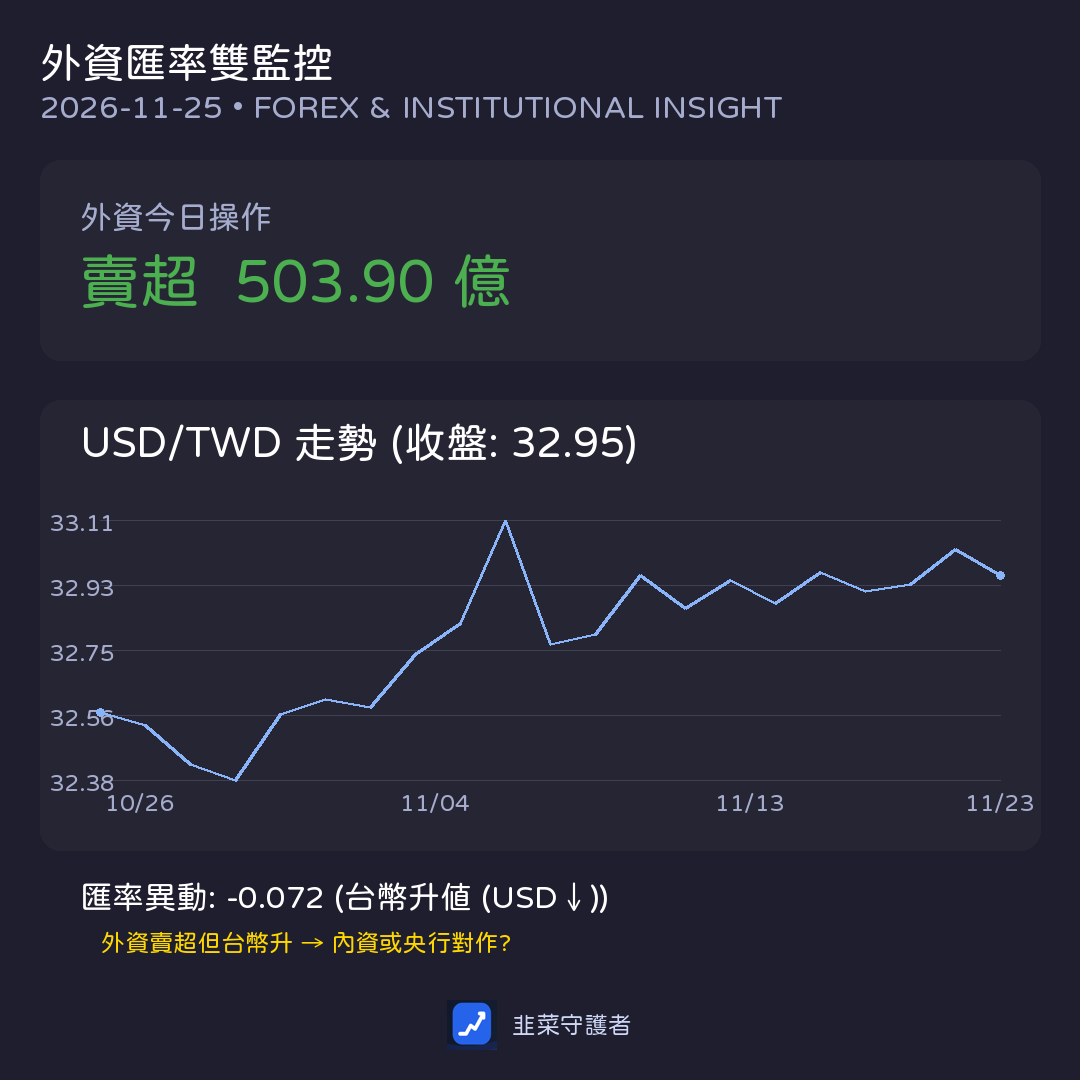 外資匯率雙監控
2026-11-25 • FOREX & INSTITUTIONAL INSIGHT
外資今日操作
賣超 503.90 億
USD/TWD 走勢 (收盤: 32.95)
33.11
32.93
32.75
32.56
32.38
10/26 11/04 11/13 11/23
匯率異動: -0.072 (台幣升值 (USD↓))
外資賣超但台幣升 → 內資或央行對作?
韭菜守護者